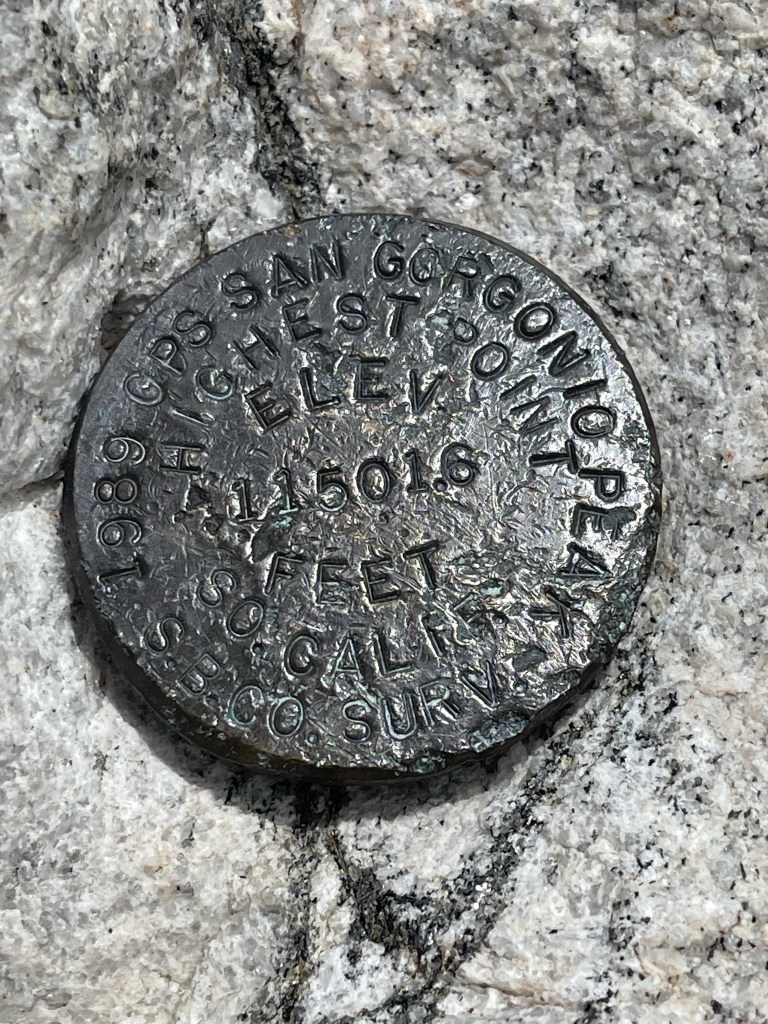 1989 GPS SAN GORGONIO PEAK
HIGHEST POINT
ELEV
11501.6
FEET
SO. CALIF.
S.B.CO. SURV.